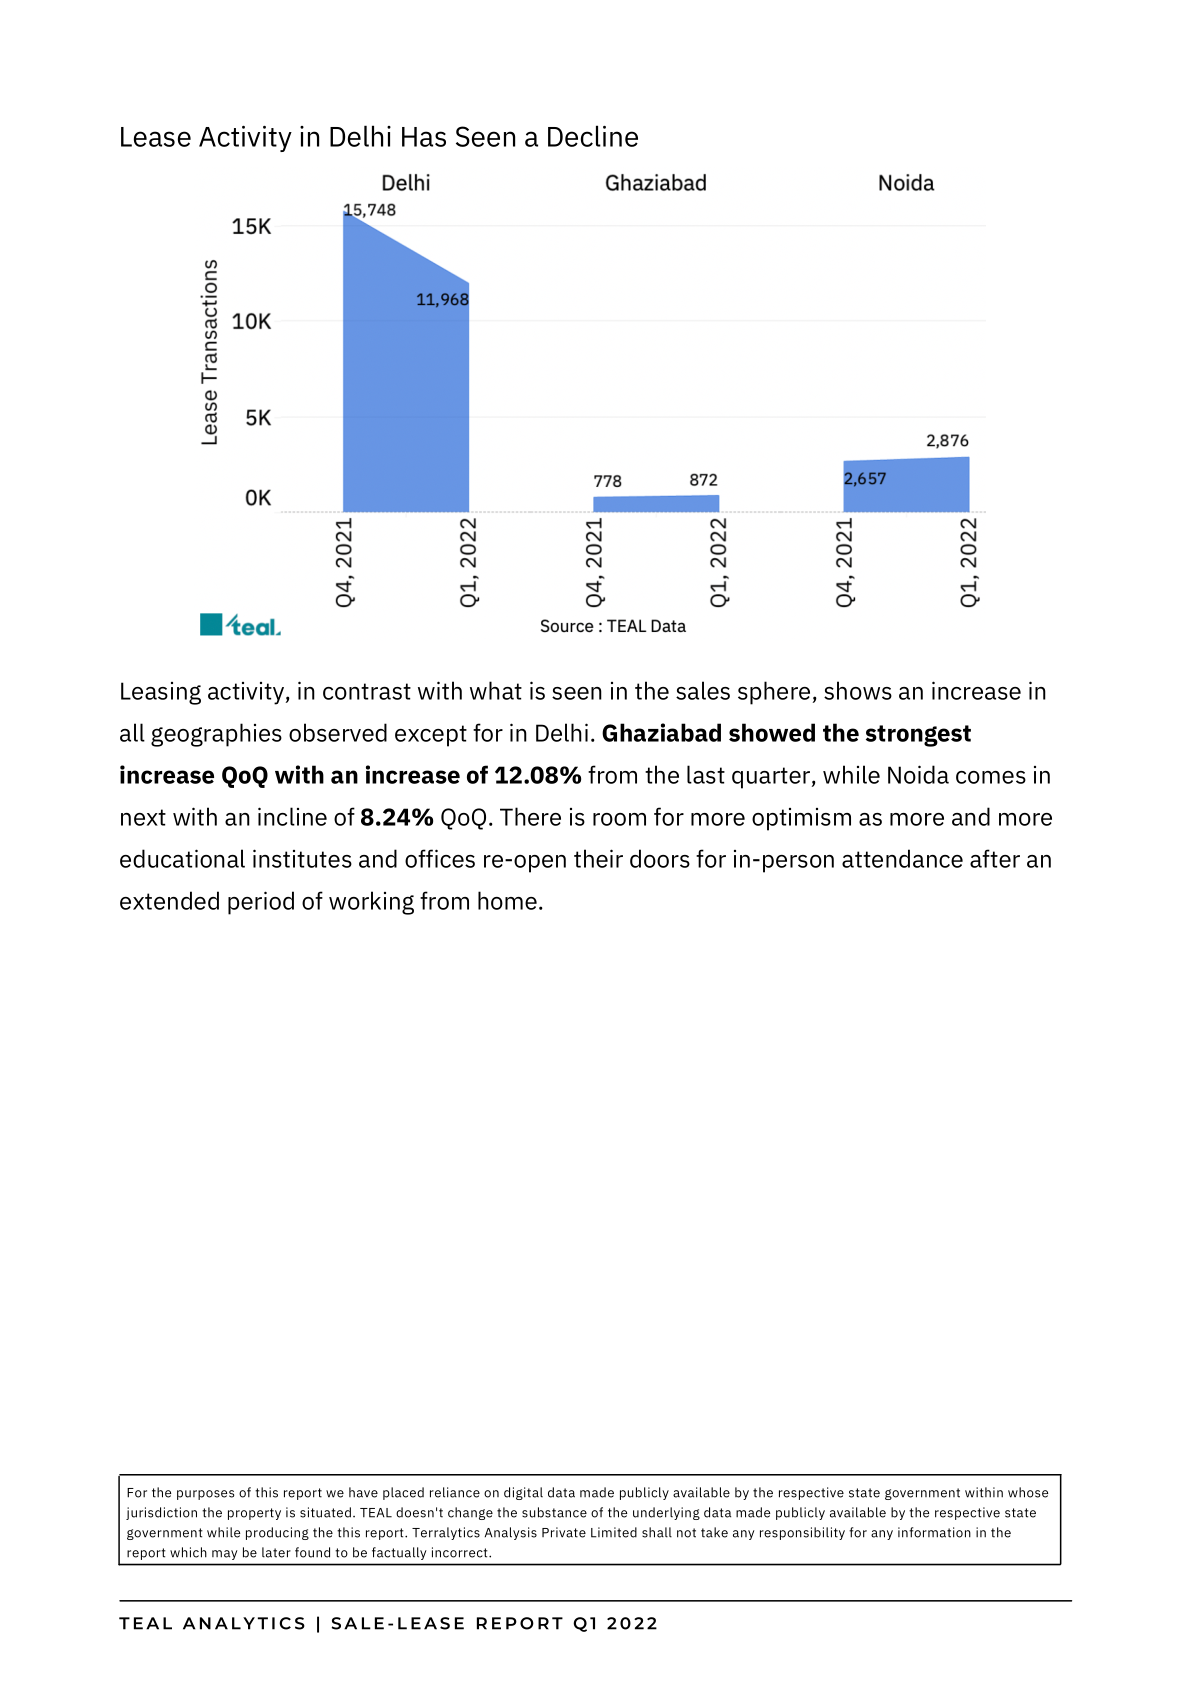 Lease Activity in Delhi Has Seen a Decline
Delhi
Ghaziabad
Noida
Lease Transactions
15K
10K
5K
0K
15,748
11,968
778
872
2,657
2,876
Q4, 2021
Q1, 2022
Q4, 2021
Q1, 2022
Q4, 2021
Q1, 2022
teal.
Source : TEAL Data
Leasing activity, in contrast with what is seen in the sales sphere, shows an increase in
all geographies observed except for in Delhi. Ghaziabad showed the strongest
increase QoQ with an increase of 12.08% from the last quarter, while Noida comes in
next with an incline of 8.24% QoQ. There is room for more optimism as more and more
educational institutes and offices re-open their doors for in-person attendance after an
extended period of working from home.
For the purposes of this report we have placed reliance on digital data made publicly available by the respective state government within whose
jurisdiction the property is situated. TEAL doesn't change the substance of the underlying data made publicly available by the respective state
government while producing the this report. Terralytics Analysis Private Limited shall not take any responsibility for any information in the
report which may be later found to be factually incorrect.
TEAL ANALYTICS | SALE-LEASE REPORT Q1 2022